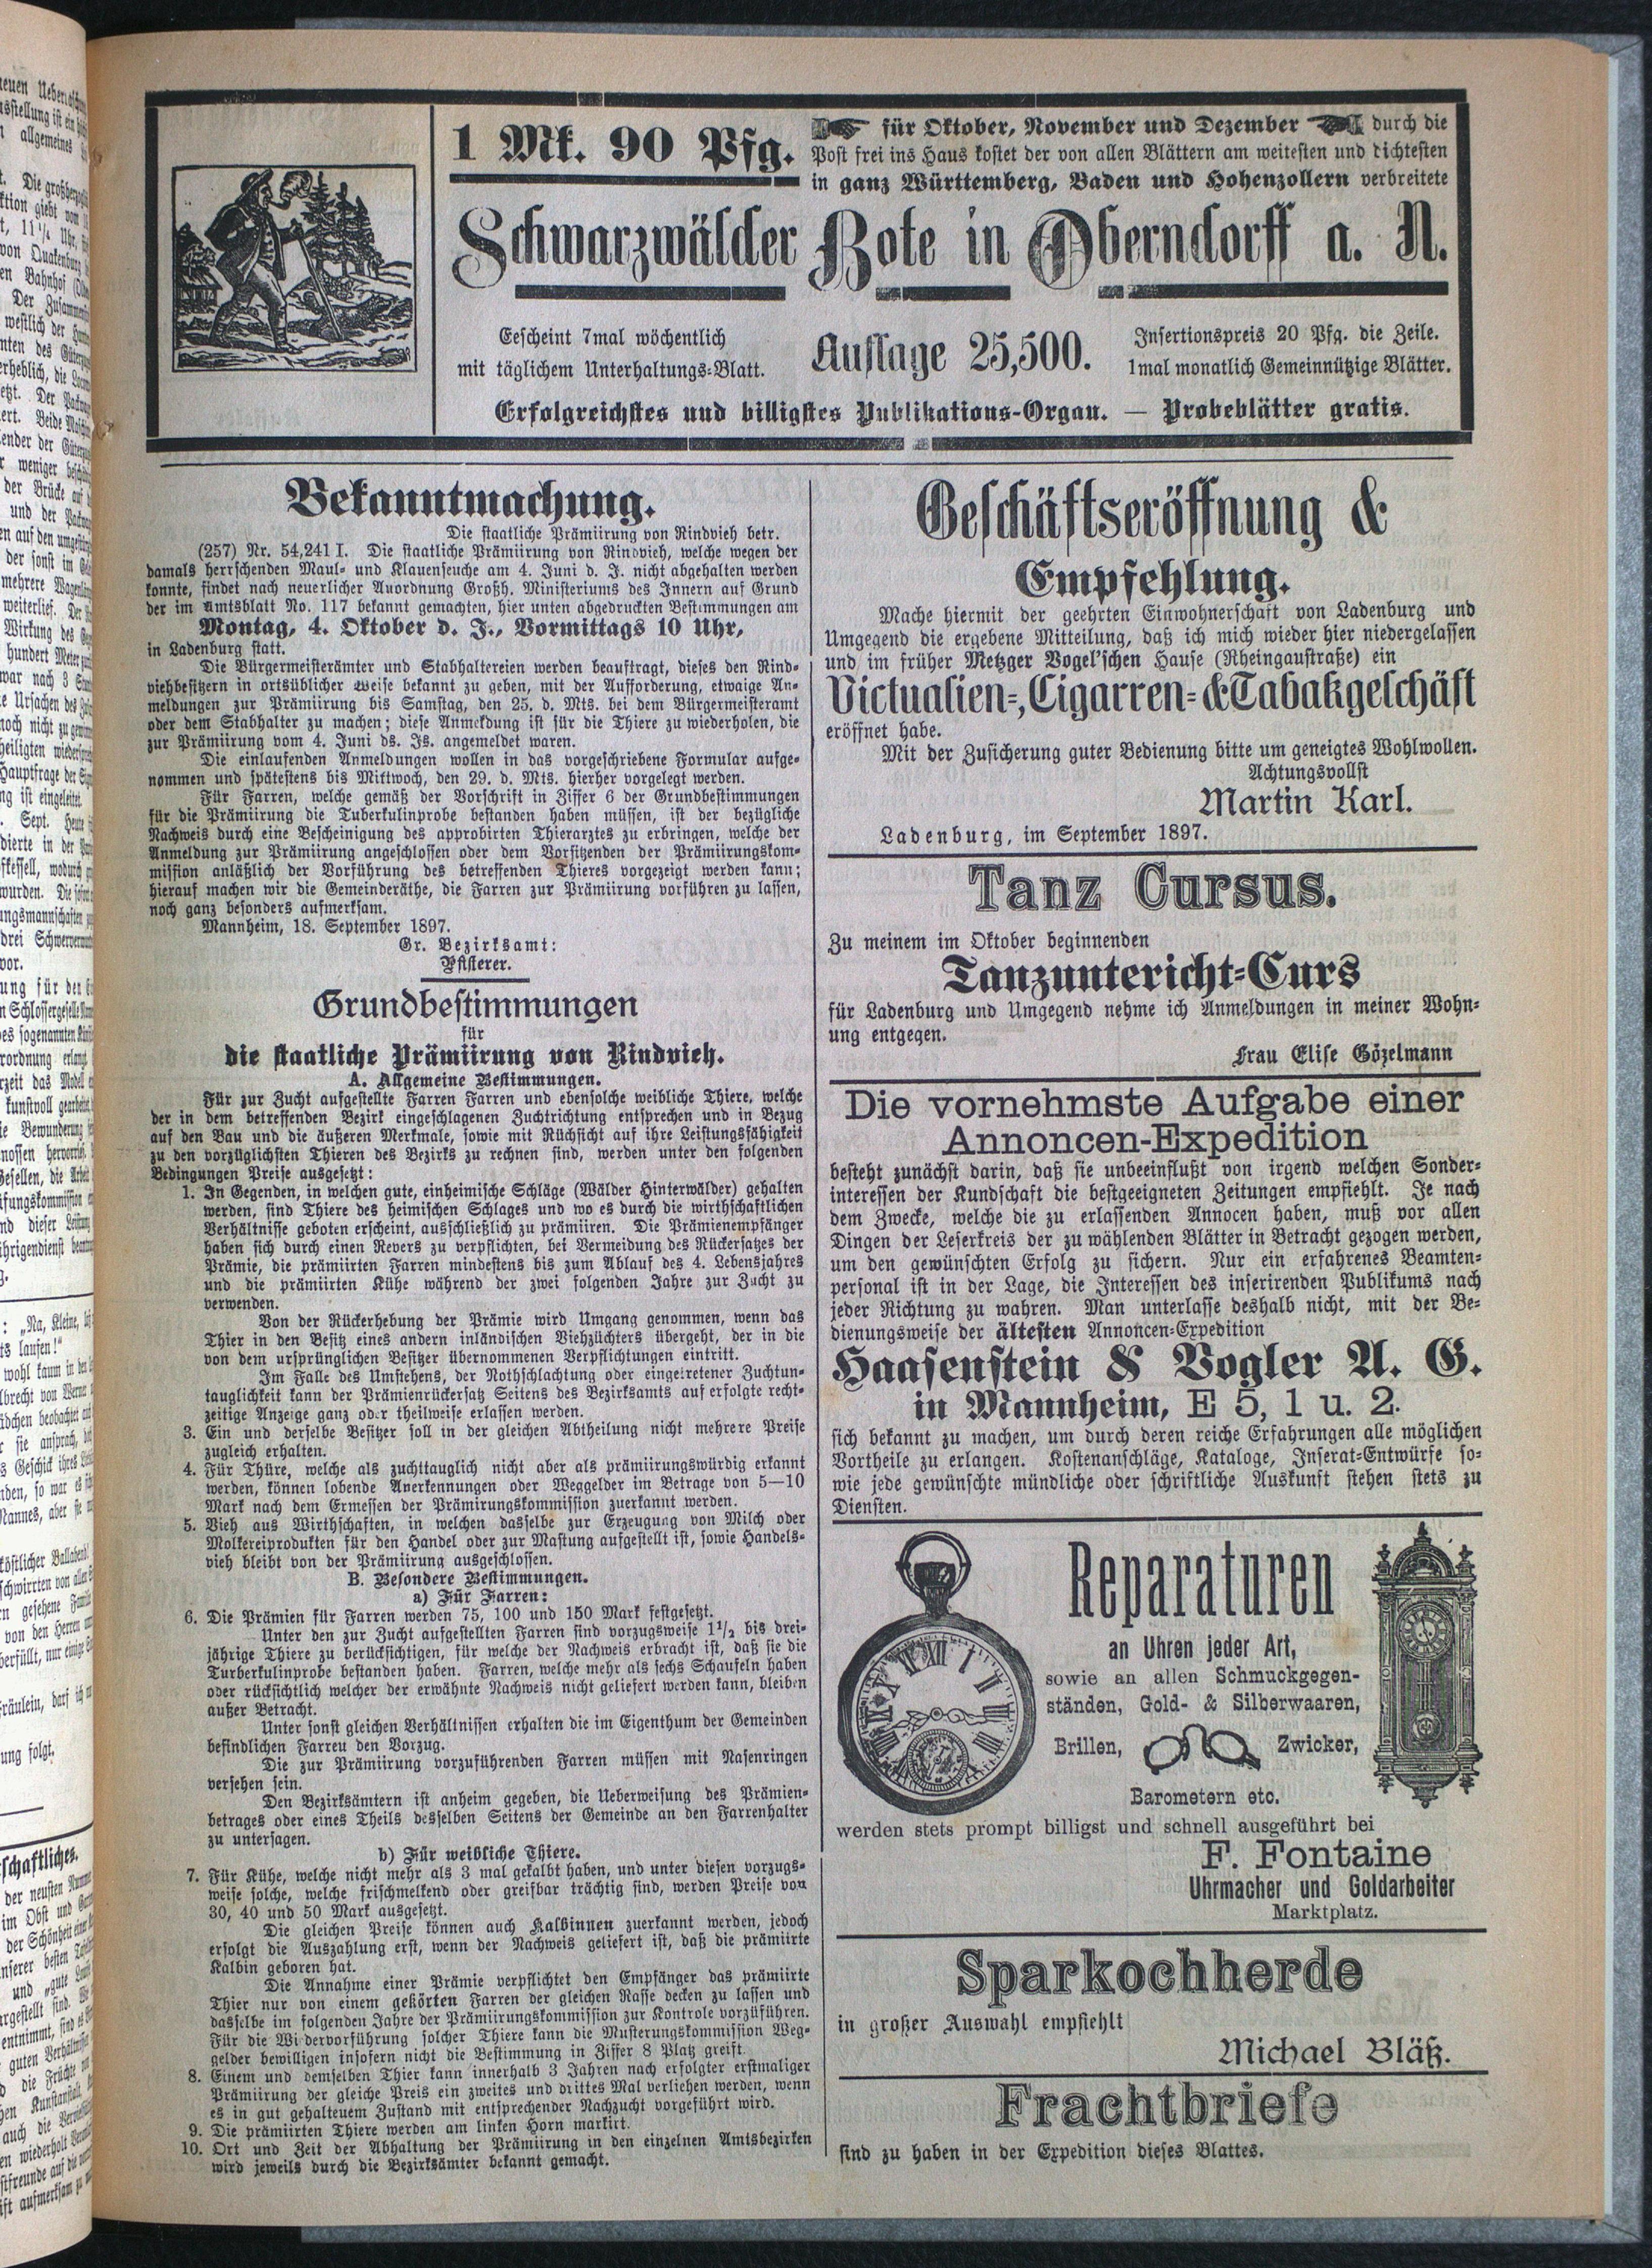 1 Mk. 90 Pfg.
für Oktober, November und Dezember durch die
Post frei ins Haus kostet der von allen Blättern am weitesten und dichtesten
in ganz Württemberg, Baden und Hohenzollern verbreitete
Schwarzwälder Bote in Oberndorff a. N.
Eescheint 7mal wöchentlich
mit täglichem Unterhaltungs-Blatt.
Auflage 25,500.
Insertionspreis 20 Pfg. die Zeile.
1mal monatlich Gemeinnützige Blätter.
Erfolgreichstes und billigstes Publikations-Organ. — Probeblätter gratis.
Bekanntmachung.
Die staatliche Prämiirung von Rindvieh betr.
(257) Nr. 54,241 I. Die staatliche Prämiirung von Rindvieh, welche wegen der
damals herrschenden Maul- und Klauenseuche am 4. Juni d. J. nicht abgehalten werden
konnte, findet nach neuerlicher Anordnung Großh. Ministeriums des Innern auf Grund
der im Amtsblatt No. 117 bekannt gemachten, hier unten abgedruckten Bestimmungen am
Montag, 4. Oktober d. J., Vormittags 10 Uhr,
in Ladenburg statt.
Die Bürgermeisterämter und Stabhaltereien werden beauftragt, dieses den Rind-
viehbesitzern in ortsüblicher Weise bekannt zu geben, mit der Aufforderung, etwaige An-
meldungen zur Prämiirung bis Samstag, den 25. d. Mts. bei dem Bürgermeisteramt
oder dem Stabhalter zu machen; diese Anmeldung ist für die Thiere zu wiederholen, die
zur Prämiirung vom 4. Juni ds. Js. angemeldet waren.
Die einlaufenden Anmeldungen wollen in das vorgeschriebene Formular aufge-
nommen und spätestens bis Mittwoch, den 29. d. Mts. hierher vorgelegt werden.
Für Farren, welche gemäß der Vorschrift in Ziffer 6 der Grundbestimmungen
für die Prämiirung die Tuberkulinprobe bestanden haben müssen, ist der bezügliche
Nachweis durch eine Bescheinigung des approbirten Thierarztes zu erbringen, welche der
Anmeldung zur Prämiirung angeschlossen oder dem Vorsitzenden der Prämiirungskom-
mission anläßlich der Vorführung des betreffenden Thieres vorgezeigt werden kann;
hierauf machen wir die Gemeinderäthe, die Farren zur Prämiirung vorführen zu lassen,
noch ganz besonders aufmerksam.
Mannheim, 18. September 1897.
Gr. Bezirksamt:
Pfisterer.
Grundbestimmungen
für
die staatliche Prämiirung von Rindvieh.
A. Allgemeine Bestimmungen.
Für zur Zucht aufgestellte Farren Farren und ebensolche weibliche Thiere, welche
der in dem betreffenden Bezirk eingeschlagenen Zuchtrichtung entsprechen und in Bezug
auf den Bau und die äußeren Merkmale, sowie mit Rücksicht auf ihre Leistungsfähigkeit
zu den vorzüglichsten Thieren des Bezirks zu rechnen sind, werden unter den folgenden
Bedingungen Preise ausgesetzt:
1. In Gegenden, in welchen gute, einheimische Schläge (Wälder Hinterwälder) gehalten
werden, sind Thiere des heimischen Schlages und wo es durch die wirthschaftlichen
Verhältnisse geboten erscheint, ausschließlich zu prämiiren. Die Prämienempfänger
haben sich durch einen Revers zu verpflichten, bei Vermeidung des Rückersatzes der
Prämie, die prämiirten Farren mindestens bis zum Ablauf des 4. Lebensjahres
und die prämiirten Kühe während der zwei folgenden Jahre zur Zucht zu
verwenden.
Von der Rückerhebung der Prämie wird Umgang genommen, wenn das
Thier in den Besitz eines andern inländischen Viehzüchters übergeht, der in die
von dem ursprünglichen Besitzer übernommenen Verpflichtungen eintritt.
Im Falle des Umstehens, der Nothschlachtung oder eingetretener Zuchtun-
tauglichkeit kann der Prämienrückersatz Seitens des Bezirksamts auf erfolgte recht-
zeitige Anzeige ganz oder theilweise erlassen werden.
3. Ein und derselbe Besitzer soll in der gleichen Abtheilung nicht mehrere Preise
zugleich erhalten.
4. Für Thüre, welche als zuchttauglich nicht aber als prämiirungswürdig erkannt
werden, können lobende Anerkennungen oder Weggelder im Betrage von 5—10
Mark nach dem Ermessen der Prämirungskommission zuerkannt werden.
5. Vieh aus Wirthschaften, in welchen dasselbe zur Erzeugung von Milch oder
Molkereiprodukten für den Handel oder zur Mastung aufgestellt ist, sowie Handels-
vieh bleibt von der Prämiirung ausgeschlossen.
B. Besondere Bestimmungen.
a) Für Farren:
6. Die Prämien für Farren werden 75, 100 und 150 Mark festgesetzt.
Unter den zur Zucht aufgestellten Farren sind vorzugsweise 1½ bis drei-
jährige Thiere zu berücksichtigen, für welche der Nachweis erbracht ist, daß sie die
Turberkulinprobe bestanden haben. Farren, welche mehr als sechs Schaufeln haben
oder rücksichtlich welcher der erwähnte Nachweis nicht geliefert werden kann, bleiben
außer Betracht.
Unter sonst gleichen Verhältnissen erhalten die im Eigenthum der Gemeinden
befindlichen Farreu den Vorzug.
Die zur Prämiirung vorzuführenden Farren müssen mit Nasenringen
versehen sein.
Den Bezirksämtern ist anheim gegeben, die Ueberweisung des Prämien-
betrages oder eines Theils desselben Seitens der Gemeinde an den Farrenhalter
zu untersagen.
b) Für weibliche Thiere.
7. Für Kühe, welche nicht mehr als 3 mal gekalbt haben, und unter diesen vorzugs-
weise solche, welche frischmelkend oder greifbar trächtig sind, werden Preise von
30, 40 und 50 Mark ausgesetzt.
Die gleichen Preise können auch Kalbinnen zuerkannt werden, jedoch
erfolgt die Auszahlung erst, wenn der Nachweis geliefert ist, daß die prämiirte
Kalbin geboren hat.
Die Annahme einer Prämie verpflichtet den Empfänger das prämiirte
Thier nur von einem gekörten Farren der gleichen Rasse decken zu lassen und
dasselbe im folgenden Jahre der Prämiirungskommission zur Kontrole vorzuführen.
Für die Widervorführung solcher Thiere kann die Musterungskommission Weg-
gelder bewilligen insofern nicht die Bestimmung in Ziffer 8 Platz greift.
8. Einem und demselben Thier kann innerhalb 3 Jahren nach erfolgter erstmaliger
Prämiirung der gleiche Preis ein zweites und drittes Mal verliehen werden, wenn
es in gut gehalteuem Zustand mit entsprechender Nachzucht vorgeführt wird.
9. Die prämiirten Thiere werden am linken Horn markirt.
10. Ort und Zeit der Abhaltung der Prämiirung in den einzelnen Amtsbezirken
wird jeweils durch die Bezirksämter bekannt gemacht.
Geschäftseröffnung &
Empfehlung.
Mache hiermit der geehrten Einwohnerschaft von Ladenburg und
Umgegend die ergebene Mitteilung, daß ich mich wieder hier niedergelassen
und im früher Metzger Vogel'schen Hause (Rheingaustraße) ein
Victualien-, Cigarren- & Tabakgeschäft
eröffnet habe.
Mit der Zusicherung guter Bedienung bitte um geneigtes Wohlwollen.
Achtungsvollst
Martin Karl.
Ladenburg, im September 1897.
Tanz Cursus.
Zu meinem im Oktober beginnenden
Tanzuntericht-Curs
für Ladenburg und Umgegend nehme ich Anmeldungen in meiner Wohn-
ung entgegen.
Frau Elise Gözelmann
Die vornehmste Aufgabe einer
Annoncen-Expedition
besteht zunächst darin, daß sie unbeeinflußt von irgend welchen Sonder-
interessen der Kundschaft die bestgeeigneten Zeitungen empfiehlt. Je nach
dem Zwecke, welche die zu erlassenden Annocen haben, muß vor allen
Dingen der Leserkreis der zu wählenden Blätter in Betracht gezogen werden,
um den gewünschten Erfolg zu sichern. Nur ein erfahrenes Beamten-
personal ist in der Lage, die Interessen des inserirenden Publikums nach
jeder Richtung zu wahren. Man unterlasse deshalb nicht, mit der Be-
dienungsweise der ältesten Annoncen-Expedition
Haasenstein & Vogler A. G.
in Mannheim, E 5, 1 u. 2.
sich bekannt zu machen, um durch deren reiche Erfahrungen alle möglichen
Vortheile zu erlangen. Kostenanschläge, Kataloge, Inserat-Entwürfe so-
wie jede gewünschte mündliche oder schriftliche Auskunft stehen stets zu
Diensten.
Reparaturen
an Uhren jeder Art,
sowie an allen Schmuckgegen-
ständen, Gold- & Silberwaaren,
Brillen, Zwicker,
Barometern etc.
werden stets prompt billigst und schnell ausgeführt bei
F. Fontaine
Uhrmacher und Goldarbeiter
Marktplatz.
Sparkochherde
in großer Auswahl empfiehlt
Michael Bläß.
Frachtbriefe
sind zu haben in der Expedition dieses Blattes.